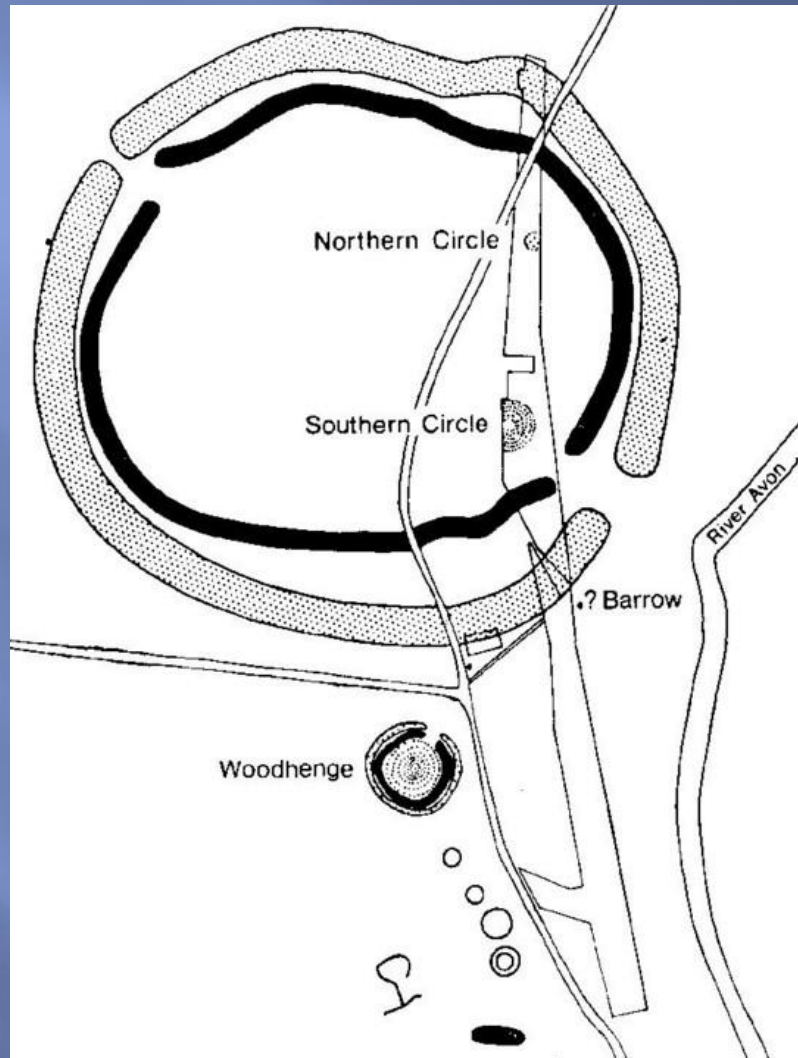 Northern Circle
Southern Circle
River Avon
.? Barrow
Woodhenge